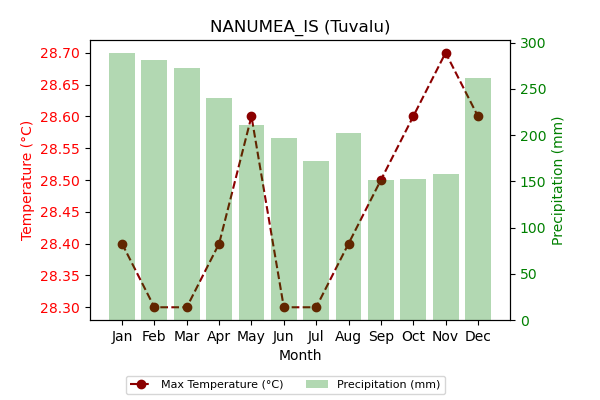 NANUMEA_IS (Tuvalu)
Temperature (°C)
28.70
28.65
28.60
28.55
28.50
28.45
28.40
28.35
28.30
300
250
200
150
100
50
0
Precipitation (mm)
Jan Feb Mar Apr May Jun Jul Aug Sep Oct Nov Dec
Month
Max Temperature (°C) Precipitation (mm)